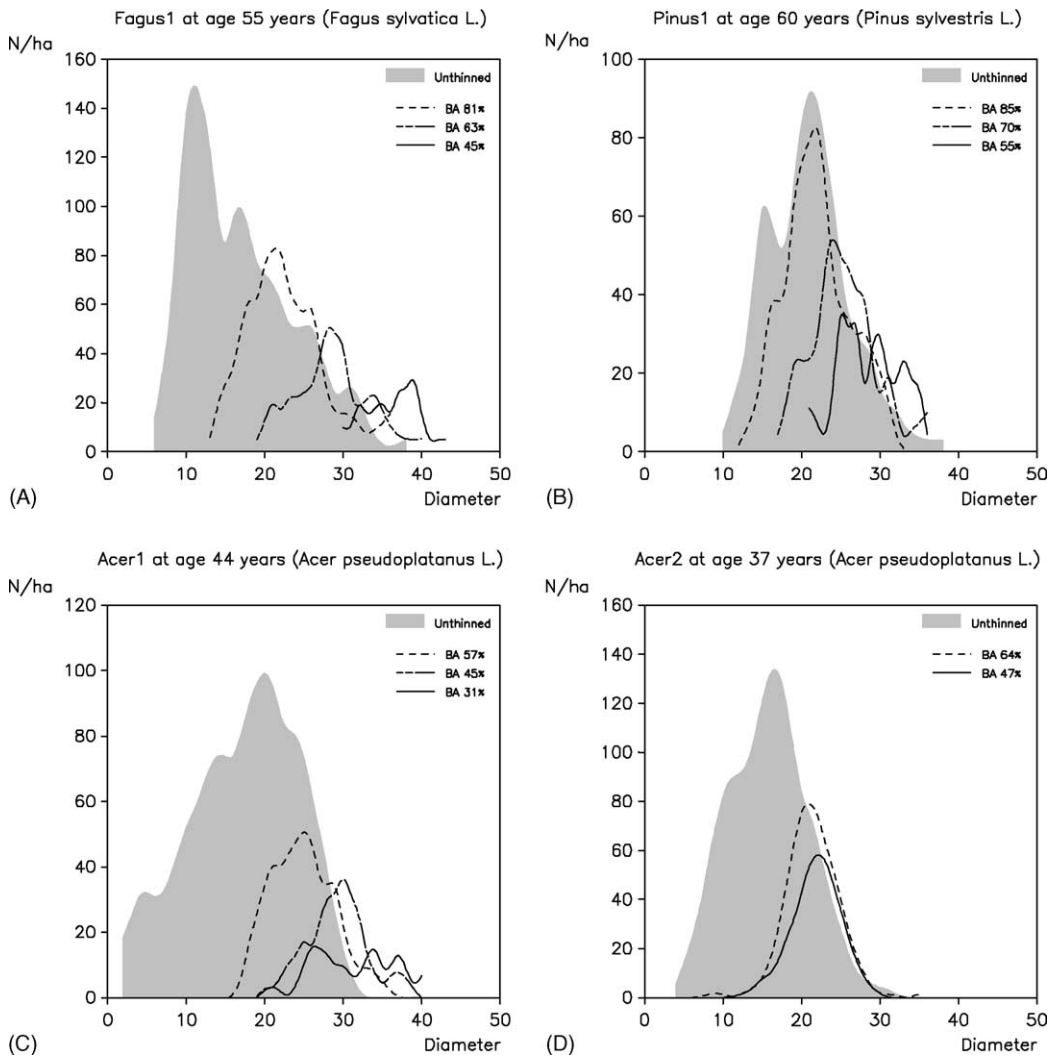 Fagus1 at age 55 years (Fagus sylvatica L.)
N/ha
160
140
120
100
80
60
40
20
0
0 10 20 30 40 50
Diameter
Unthinned
BA 81%
BA 63%
BA 45%
(A)
Pinus1 at age 60 years (Pinus sylvestris L.)
N/ha
100
80
60
40
20
0
0 10 20 30 40 50
Diameter
Unthinned
BA 85%
BA 70%
BA 55%
(B)
Acer1 at age 44 years (Acer pseudoplatanus L.)
N/ha
120
100
80
60
40
20
0
0 10 20 30 40 50
Diameter
Unthinned
BA 57%
BA 45%
BA 31%
(C)
Acer2 at age 37 years (Acer pseudoplatanus L.)
N/ha
160
140
120
100
80
60
40
20
0
0 10 20 30 40 50
Diameter
Unthinned
BA 64%
BA 47%
(D)